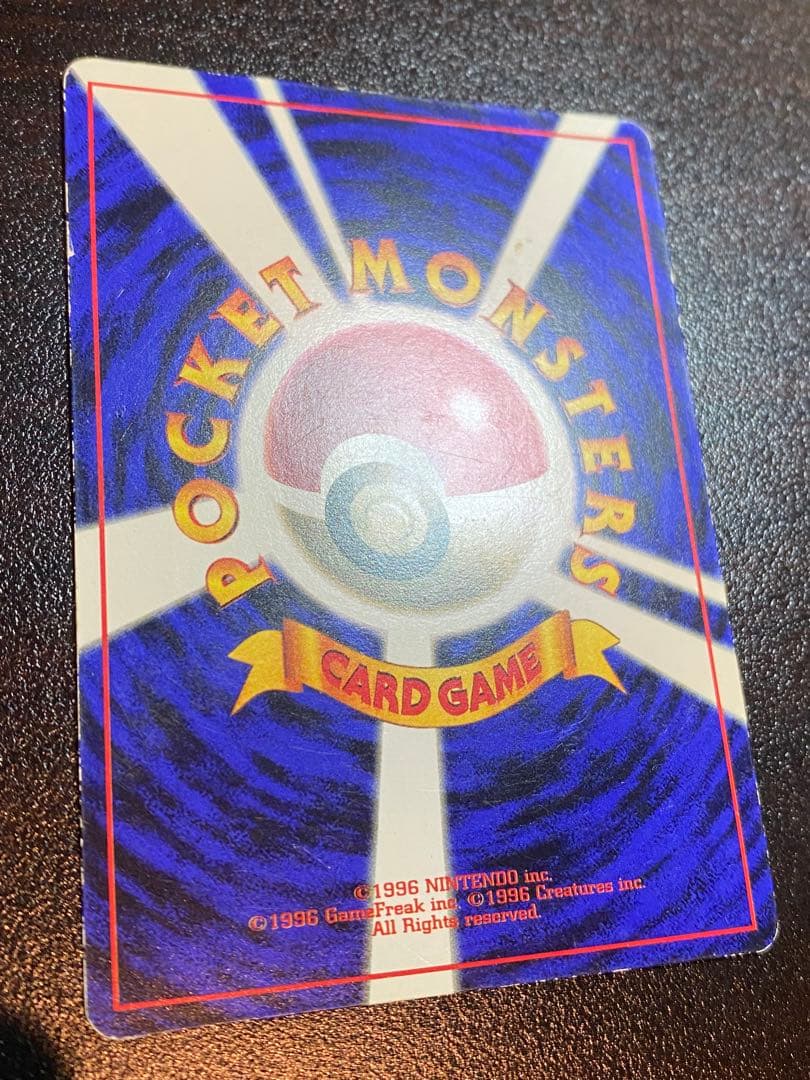 POCKET MONSTERS
CARD GAME
©1996 NINTENDO inc.
©1996 GameFreak inc. ©1996 Creatures inc.
All Rights reserved.